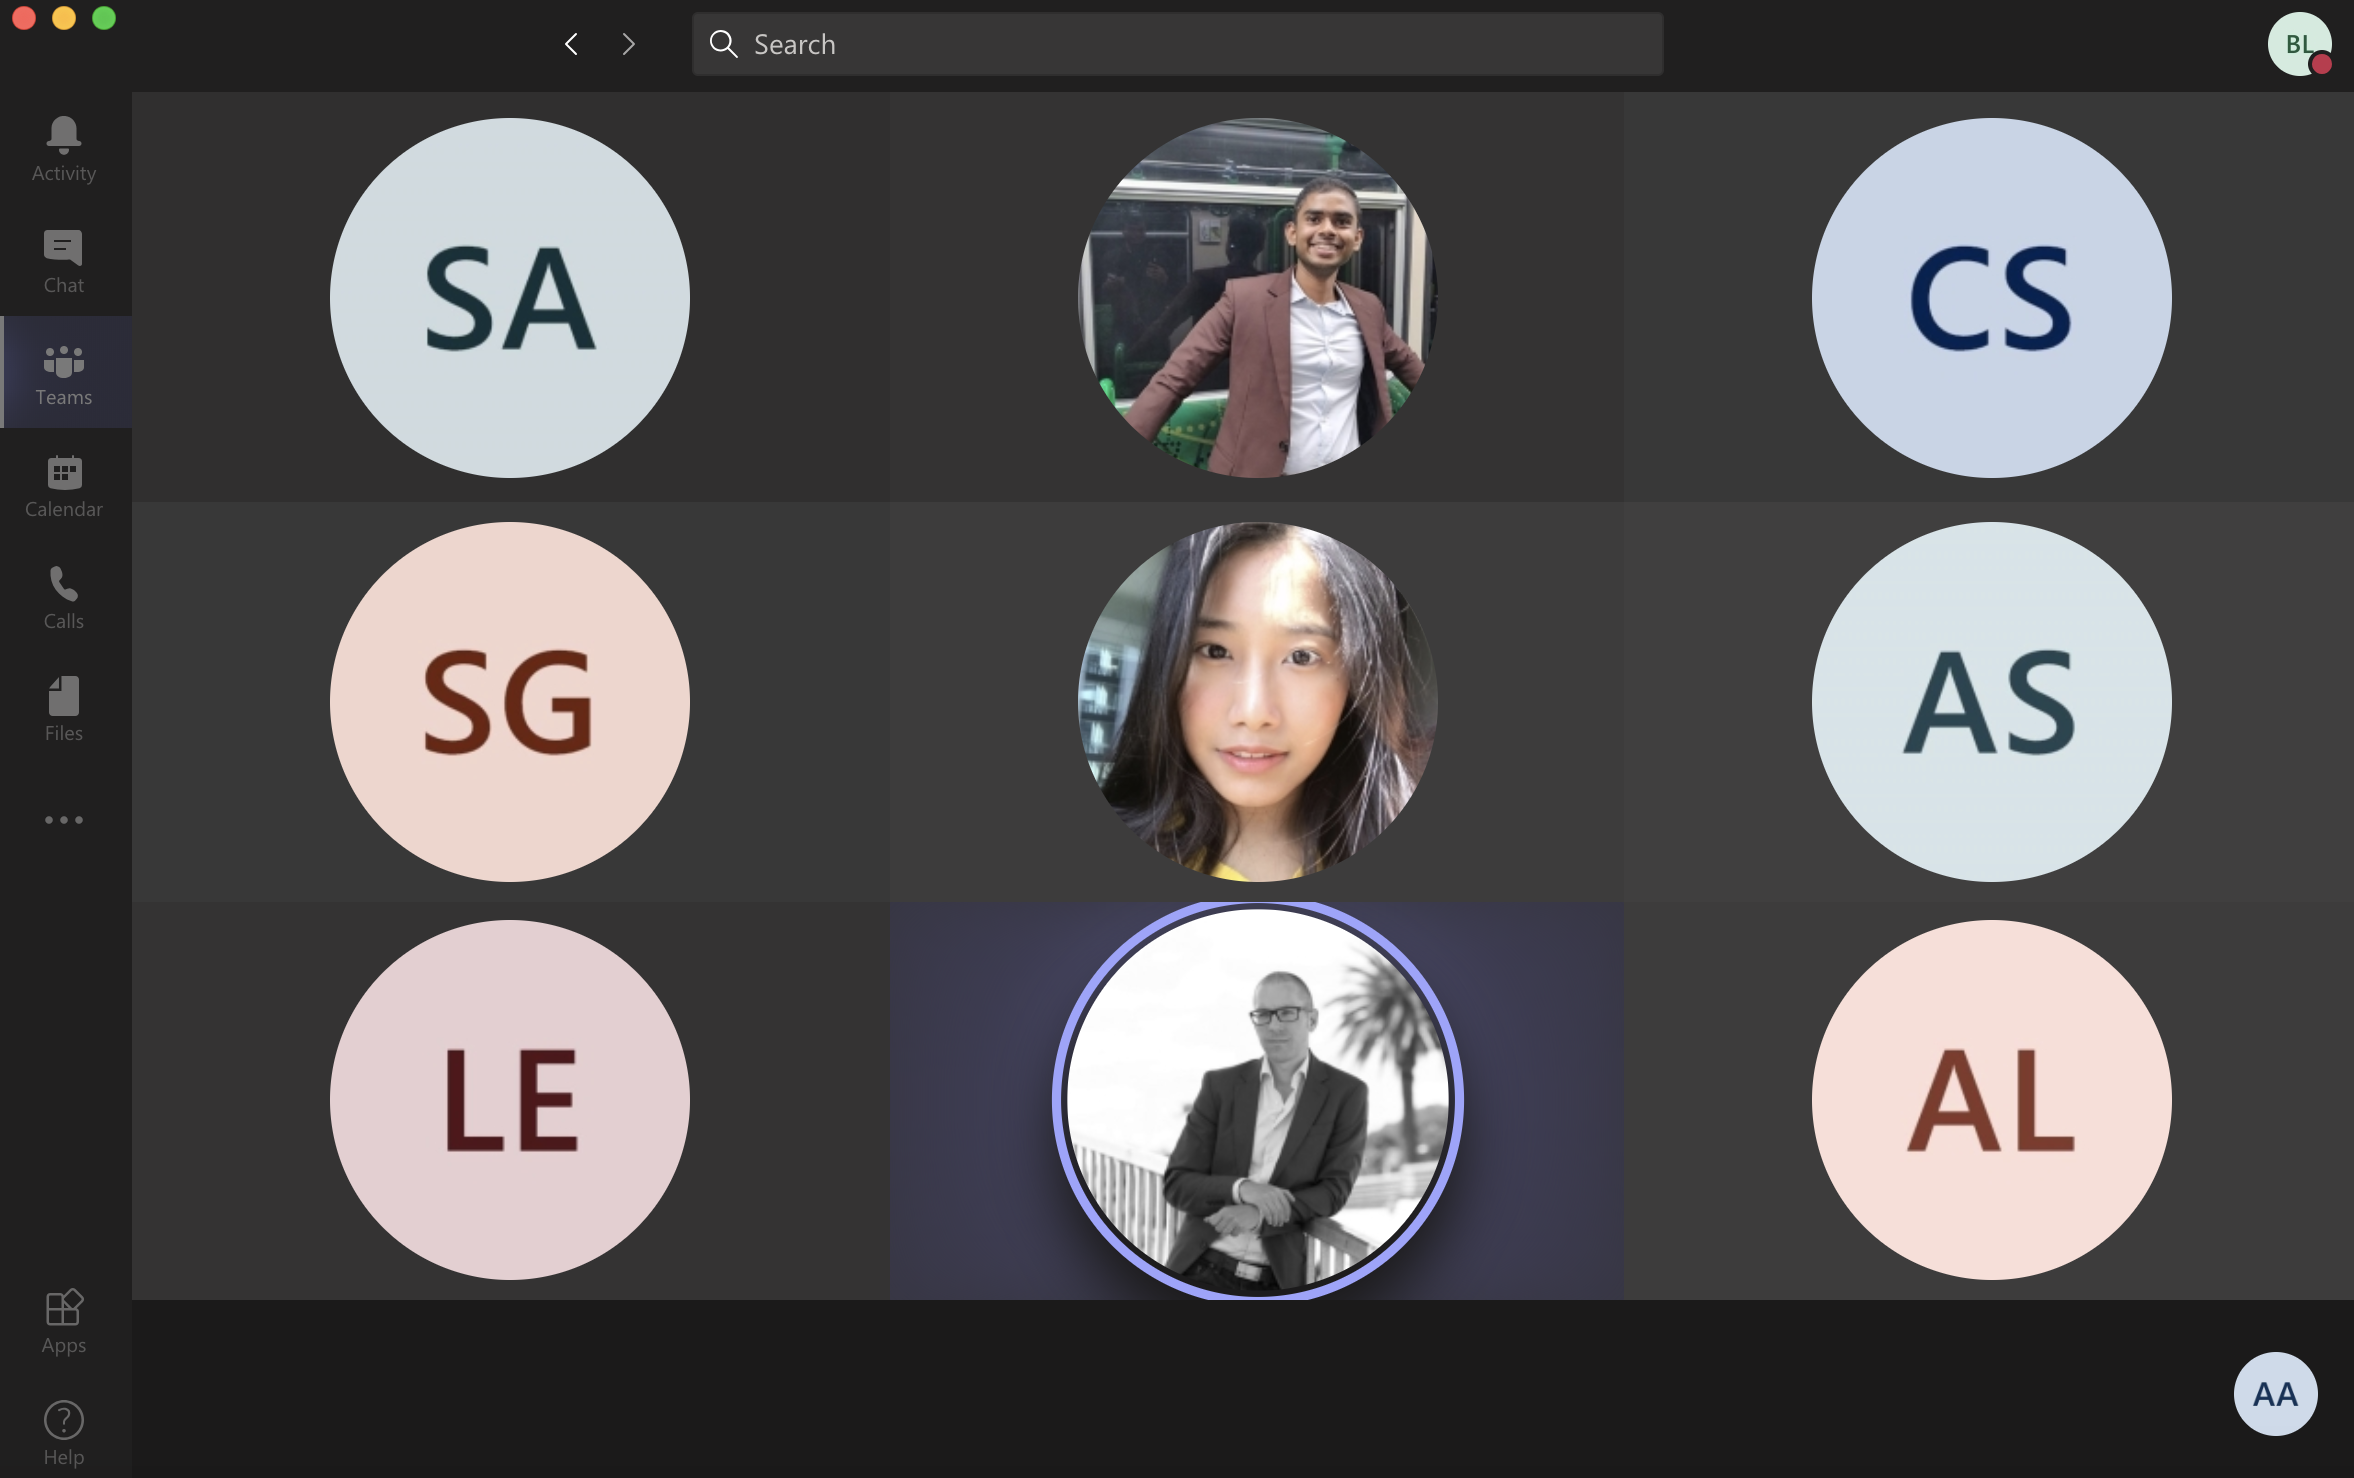 Search
BL
Activity
Chat
Teams
Calendar
Calls
Files
SA
CS
SG
AS
LE
AL
Apps
Help
AA